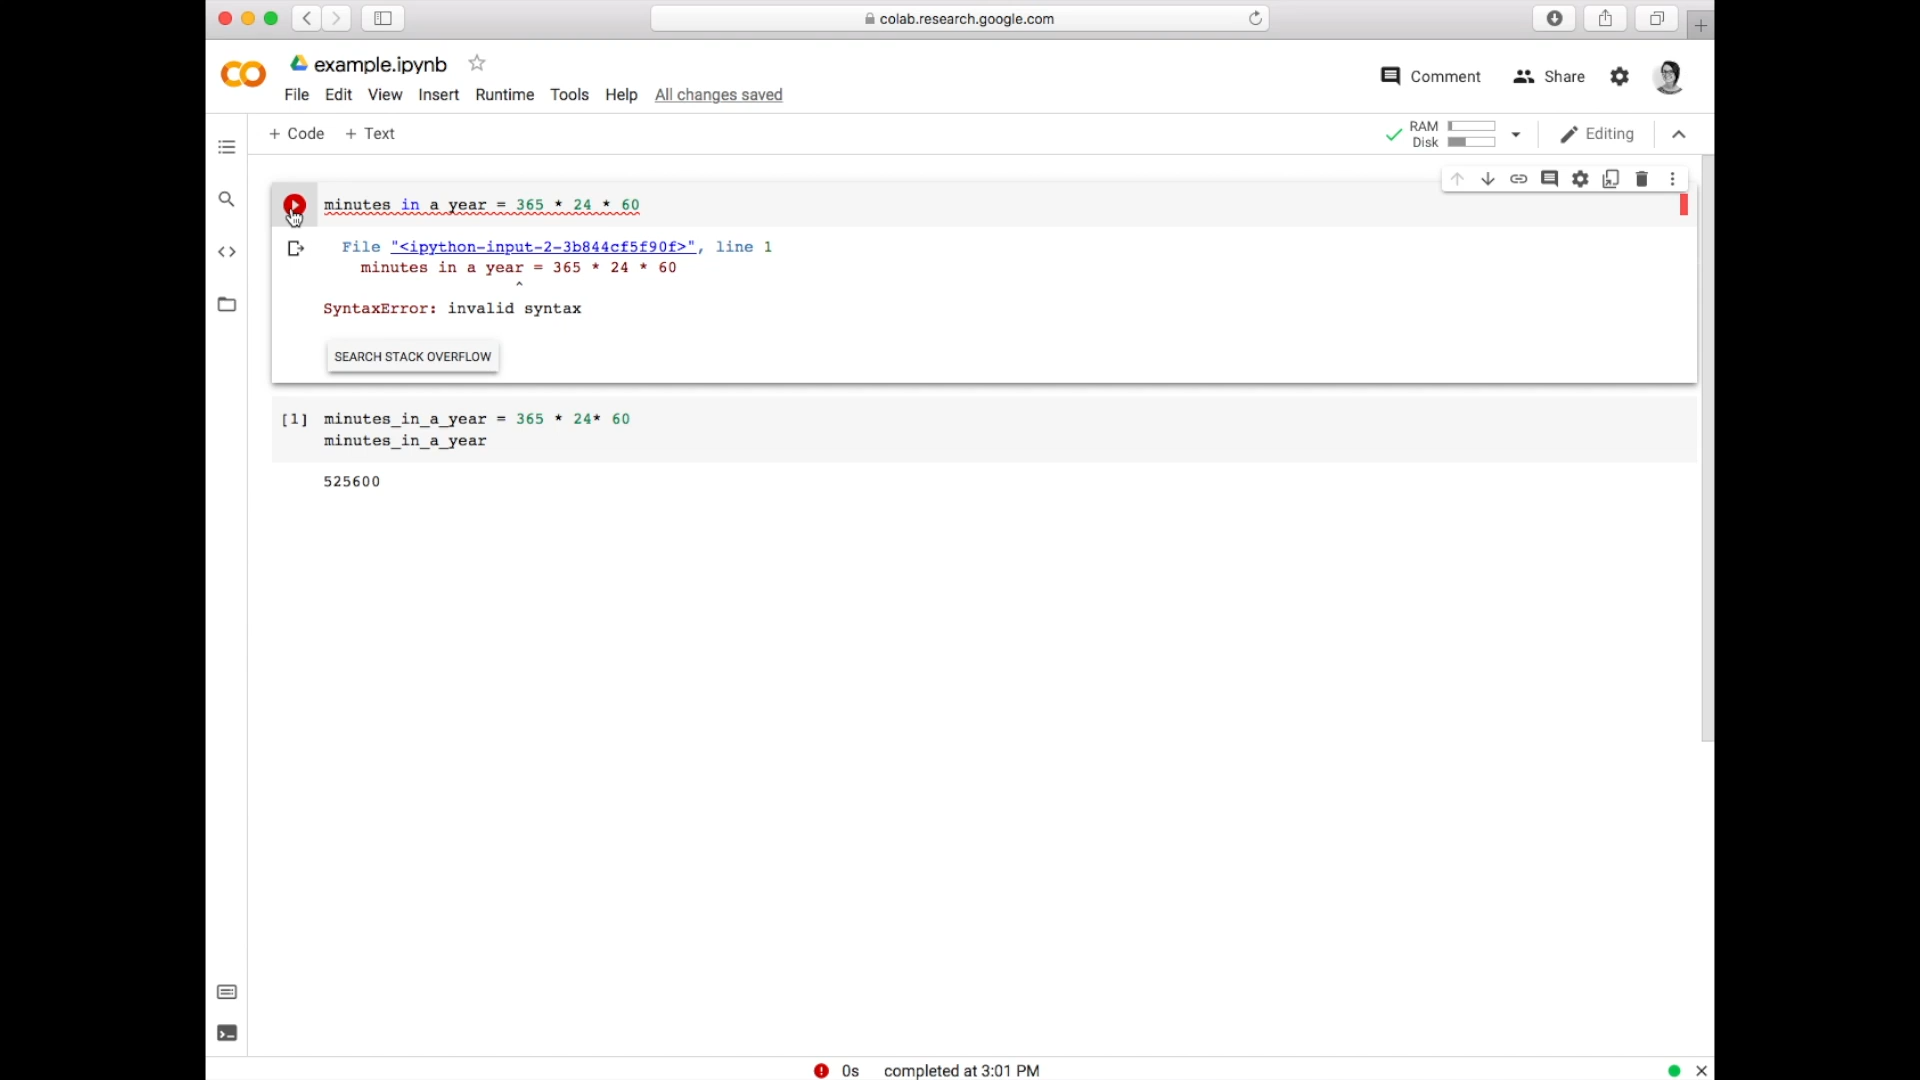 colab.research.google.com
example.ipynb
File Edit View Insert Runtime Tools Help All changes saved
Comment Share
+ Code + Text
RAM
Disk
Editing
minutes in a year = 365 * 24 * 60
File "<ipython-input-2-3b844cf5f90f>", line 1
minutes in a year = 365 * 24 * 60
^
SyntaxError: invalid syntax
SEARCH STACK OVERFLOW
[1] minutes_in_a_year = 365 * 24* 60
minutes_in_a_year
525600
0s completed at 3:01 PM